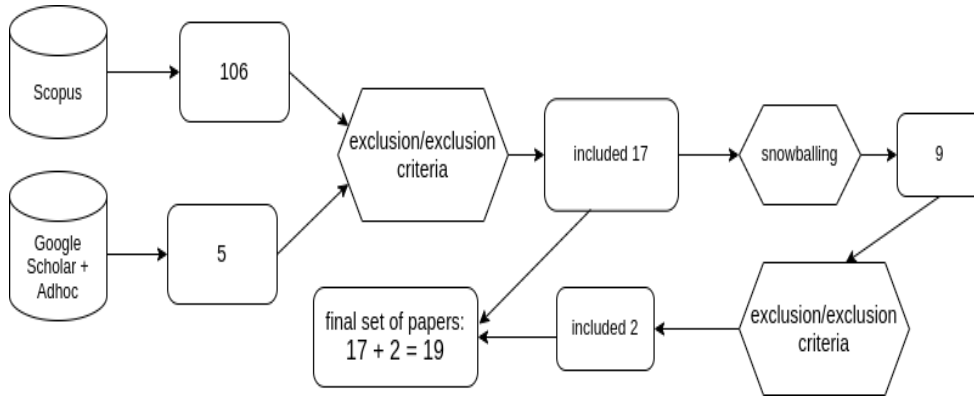 Scopus
106
exclusion/exclusion
criteria
included 17
snowballing
9
Google
Scholar +
Adhoc
5
final set of papers:
17 + 2 = 19
included 2
exclusion/exclusion
criteria